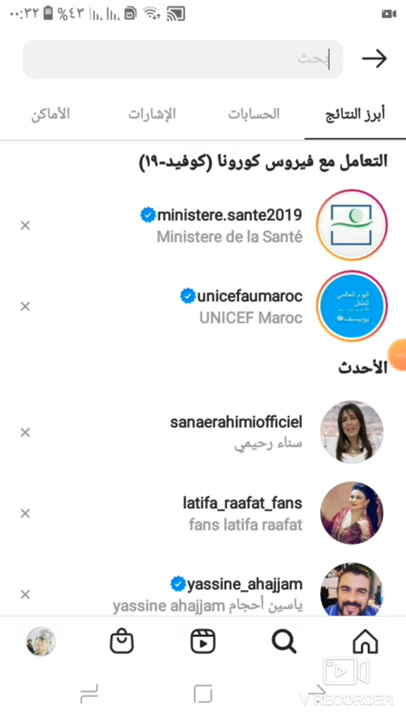 ٠٠:٣٢ %٤٣
بحث
أبرز النتائج الحسابات الإشارات الأماكن
التعامل مع فيروس كورونا (كوفيد-١٩)
ministere.sante2019
Ministere de la Santé
unicefaumaroc
UNICEF Maroc
الأحدث
sanaerahimiofficiel
سناء رحيمي
latifa_raafat_fans
fans latifa raafat
yassine_ahajjam
yassine ahajjam ياسين أحجام
V RECORDER